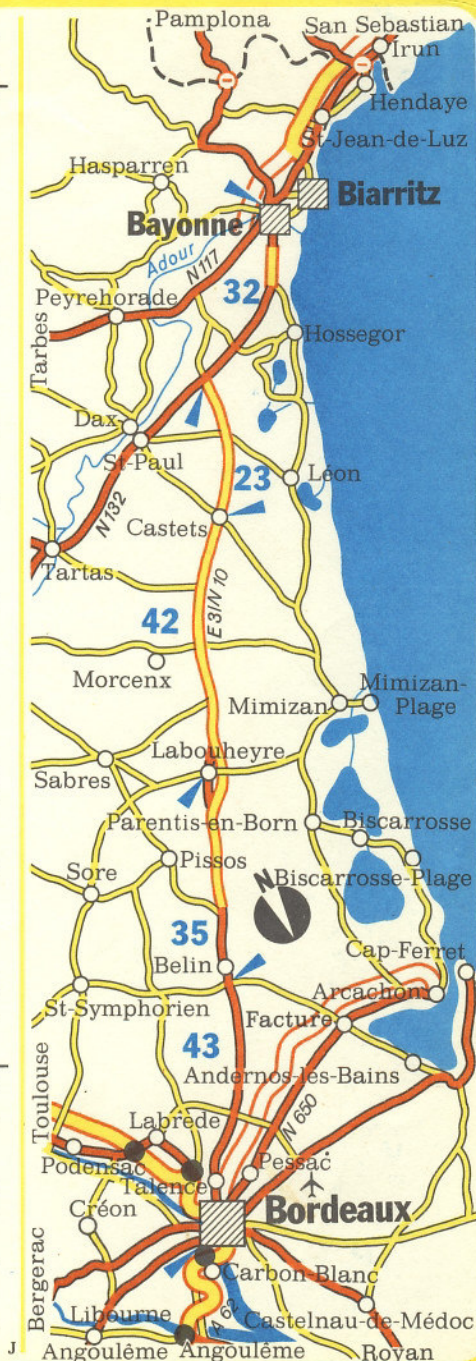 Pamplona
San Sebastian
Irun
Hendaye
St-Jean-de-Luz
Hasparren
Biarritz
Bayonne
Adour
N117
32
Peyrehorade
Tarbes
Hossegor
Dax
St-Paul
23
Léon
N132
Castets
Tartas
E3/N10
42
Morcenx
Mimizan-
Plage
Mimizan
Labouheyre
Sabres
Parentis-en-Born
Biscarrosse
Pissos
Biscarrosse-Plage
Sore
N
35
Belin
Cap-Ferret
Arcachon
St-Symphorien
Facture
43
Toulouse
Andernos-les-Bains
Labrède
N 650
Podensac
Pessac
Talence
Créon
Bordeaux
Bergerac
Carbon-Blanc
A 62
Libourne
Castelnau-de-Médoc
J
Angoulême
Angoulême
Royan